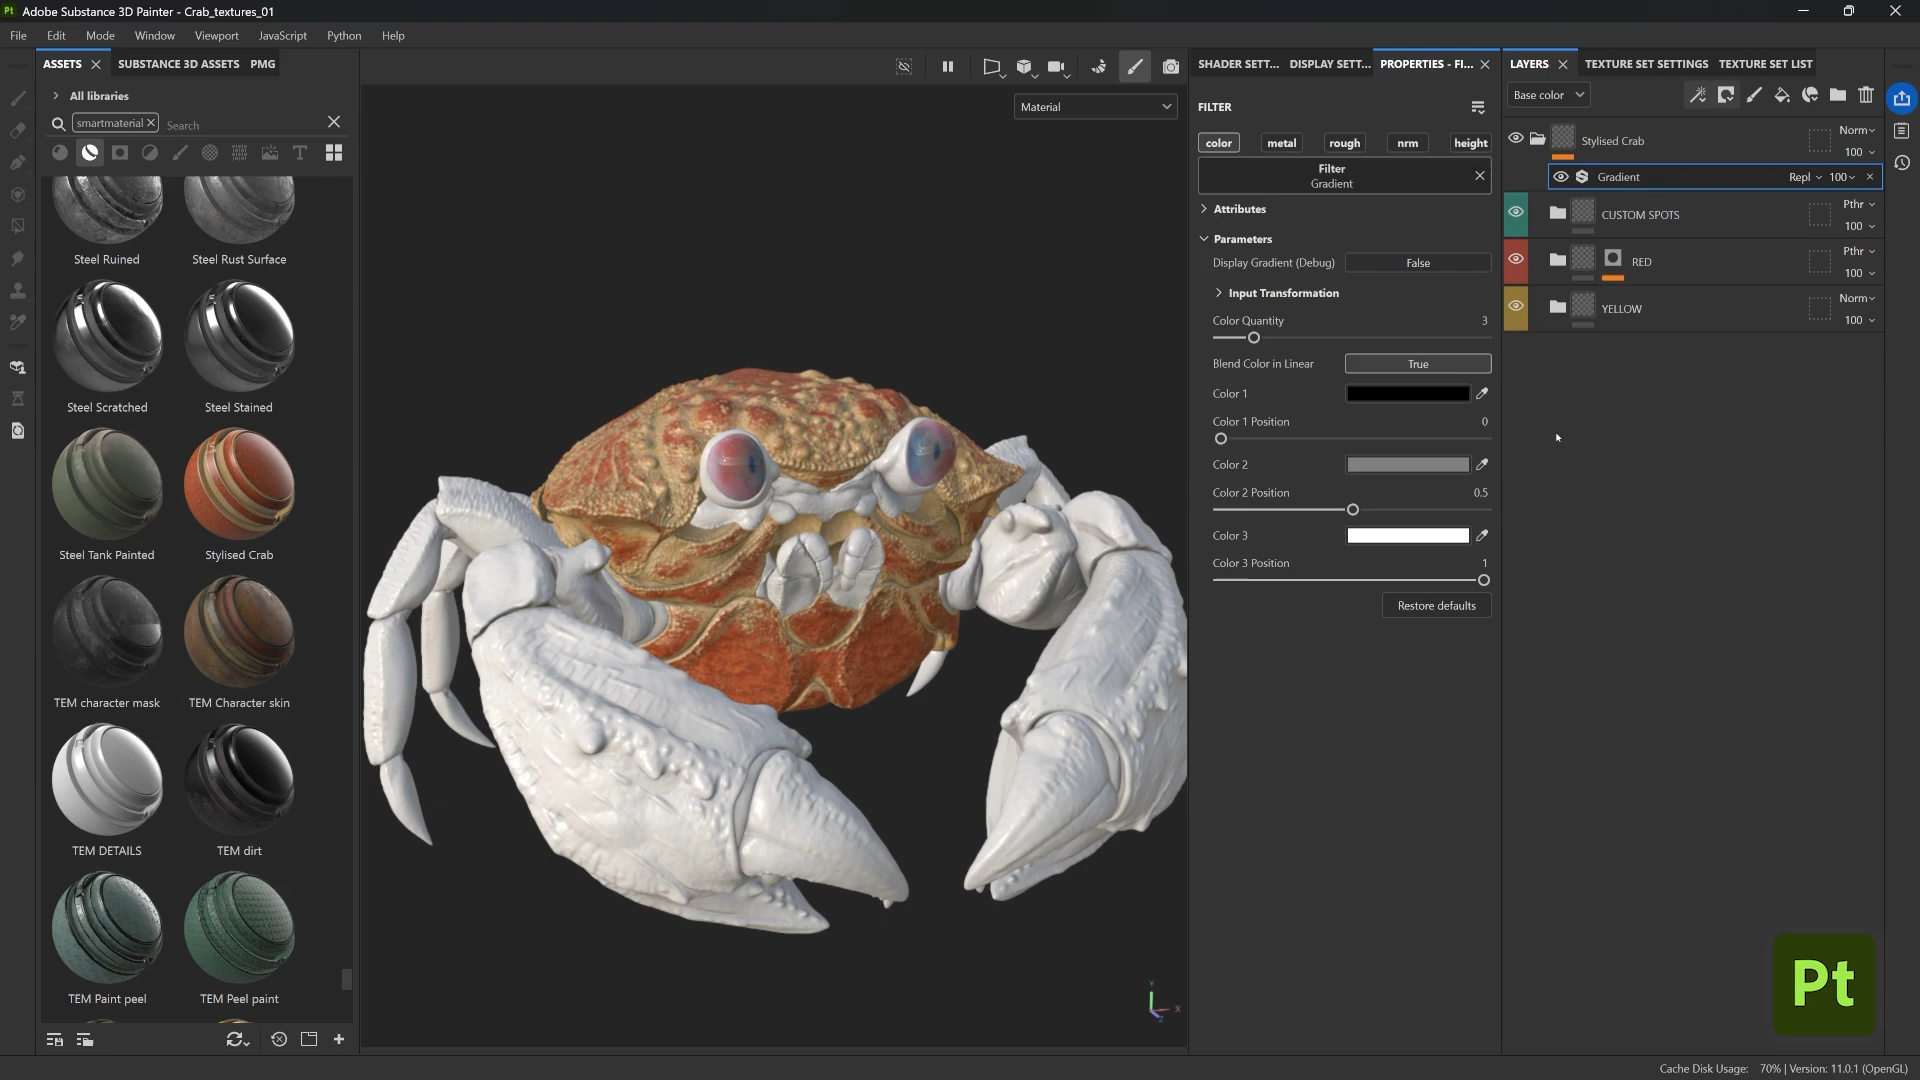 Pt Adobe Substance 3D Painter - Crab_textures_01
File Edit Mode Window Viewport JavaScript Python Help
ASSETS SUBSTANCE 3D ASSETS PMG
All libraries
smartmaterial Search
Steel Ruined Steel Rust Surface
Steel Scratched Steel Stained
Steel Tank Painted Stylised Crab
TEM character mask TEM Character skin
TEM DETAILS TEM dirt
TEM Paint peel TEM Peel paint
Material
Y
X
Z
SHADER SETT... DISPLAY SETT... PROPERTIES - FI...
FILTER
color metal rough nrm height
Filter
Gradient
Attributes
Parameters
Display Gradient (Debug) False
Input Transformation
Color Quantity 3
Blend Color in Linear True
Color 1
Color 1 Position 0
Color 2
Color 2 Position 0.5
Color 3
Color 3 Position 1
Restore defaults
LAYERS TEXTURE SET SETTINGS TEXTURE SET LIST
Base color
Stylised Crab Norm
100
Gradient Repl 100
CUSTOM SPOTS Pthr
100
RED Pthr
100
YELLOW Norm
100
Pt
Cache Disk Usage: 70% | Version: 11.0.1 (OpenGL)